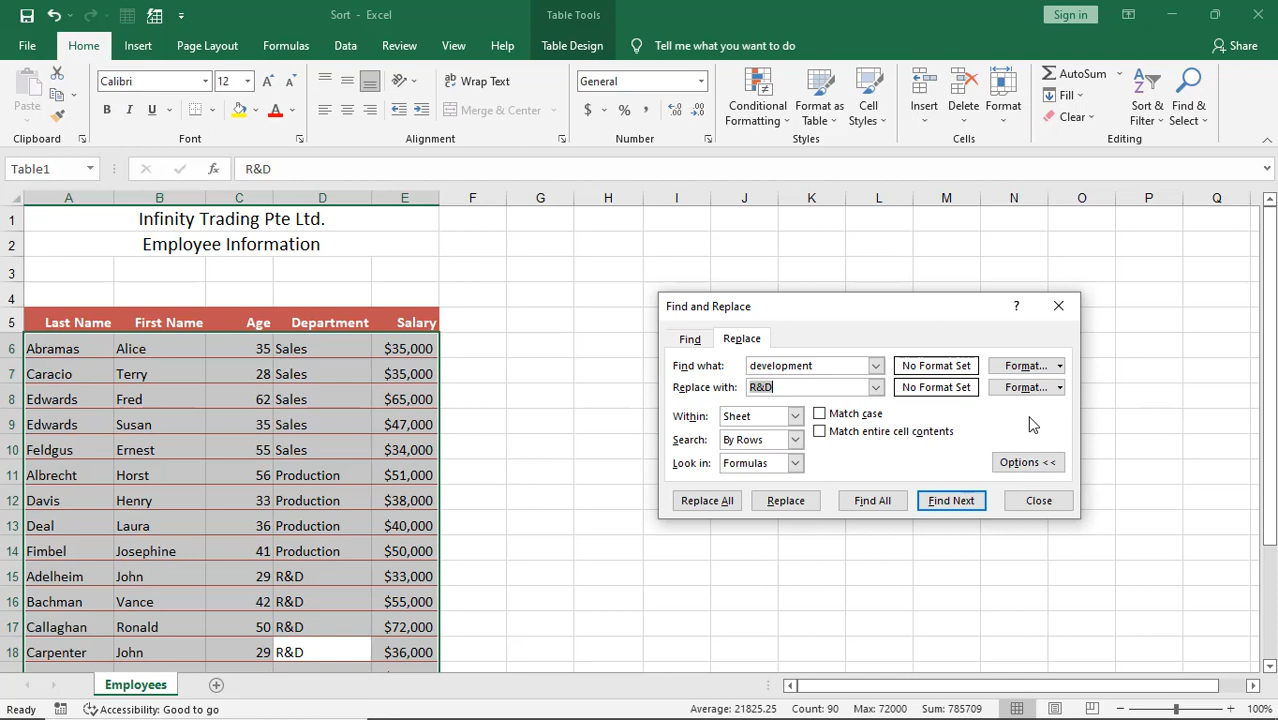 Sort - Excel
Table Tools
Sign in
File
Home
Insert
Page Layout
Formulas
Data
Review
View
Help
Table Design
Tell me what you want to do
Share
Paste
Calibri
12
General
Wrap Text
Merge & Center
Conditional
Formatting
Format as
Table
Cell
Styles
Insert
Delete
Format
AutoSum
Fill
Clear
Sort &
Filter
Find &
Select
Clipboard
Font
Alignment
Number
Styles
Cells
Editing
Table1
R&D
A B C D E F G H I J K L M N O P Q
1 Infinity Trading Pte Ltd.
2 Employee Information
3
4
5 Last Name First Name Age Department Salary
6 Abramas Alice 35 Sales $35,000
7 Caracio Terry 28 Sales $35,000
8 Edwards Fred 62 Sales $65,000
9 Edwards Susan 35 Sales $47,000
10 Feldgus Ernest 55 Sales $34,000
11 Albrecht Horst 56 Production $51,000
12 Davis Henry 33 Production $38,000
13 Deal Laura 36 Production $40,000
14 Fimbel Josephine 41 Production $50,000
15 Adelheim John 29 R&D $33,000
16 Bachman Vance 42 R&D $55,000
17 Callaghan Ronald 50 R&D $72,000
18 Carpenter John 29 R&D $36,000
Find and Replace
?
Find
Replace
Find what: development No Format Set Format...
Replace with: R&D No Format Set Format...
Within: Sheet Match case
Search: By Rows Match entire cell contents
Look in: Formulas Options <<
Replace All Replace Find All Find Next Close
Employees
Ready Accessibility: Good to go Average: 21825.25 Count: 90 Max: 72000 Sum: 785709 100%